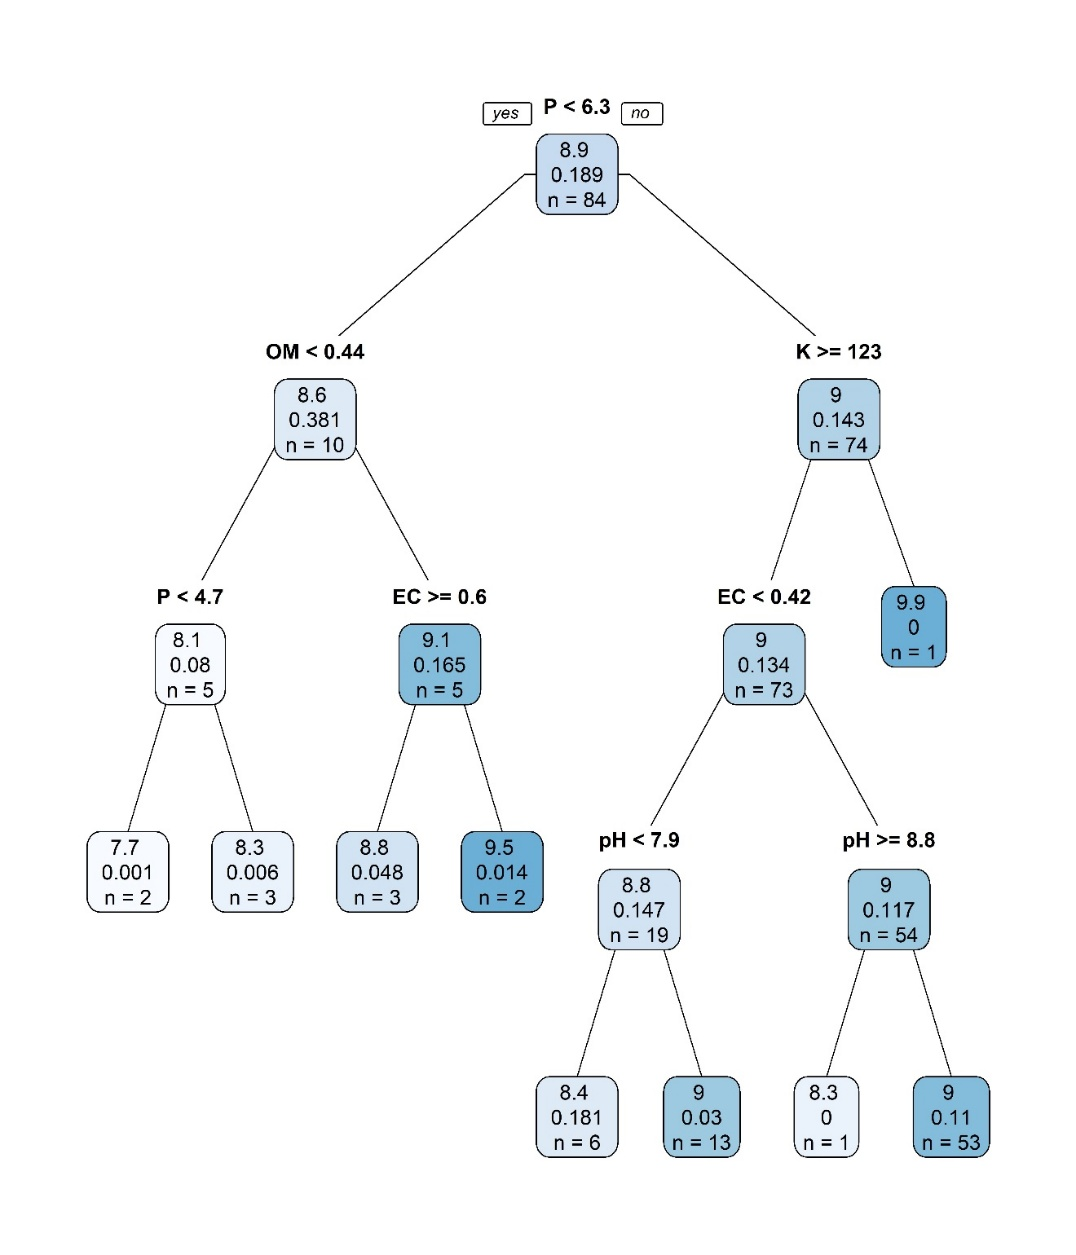 P < 6.3
yes
no
8.9
0.189
n = 84
OM < 0.44
K >= 123
8.6
0.381
n = 10
9
0.143
n = 74
P < 4.7
EC >= 0.6
EC < 0.42
8.1
0.08
n = 5
9.1
0.165
n = 5
9
0.134
n = 73
9.9
0
n = 1
pH < 7.9
pH >= 8.8
7.7
0.001
n = 2
8.3
0.006
n = 3
8.8
0.048
n = 3
9.5
0.014
n = 2
8.8
0.147
n = 19
9
0.117
n = 54
8.4
0.181
n = 6
9
0.03
n = 13
8.3
0
n = 1
9
0.11
n = 53